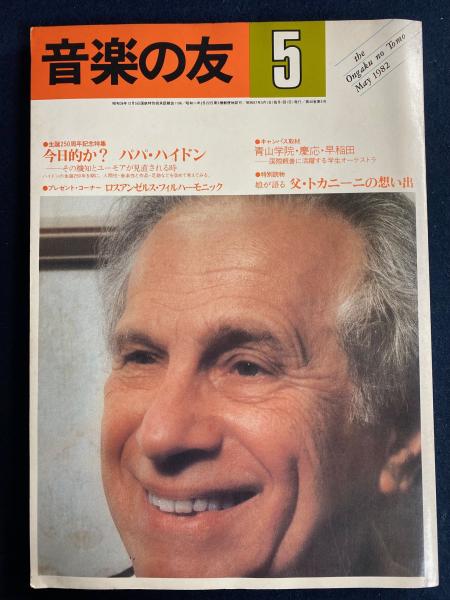 音楽の友
5
the
Ongaku no Tomo
May 1982
●生誕250周年記念特集
今日的か? パパ・ハイドン
――その機知とユーモアが見直される時
●プレゼント・コーナー ロスアンゼルス・フィルハーモニック
●キャンパス取材
青山学院・慶応・早稲田
――国際親善に活躍する学生オーケストラ
●特別読物
娘が語る 父・トスカニーニの想い出